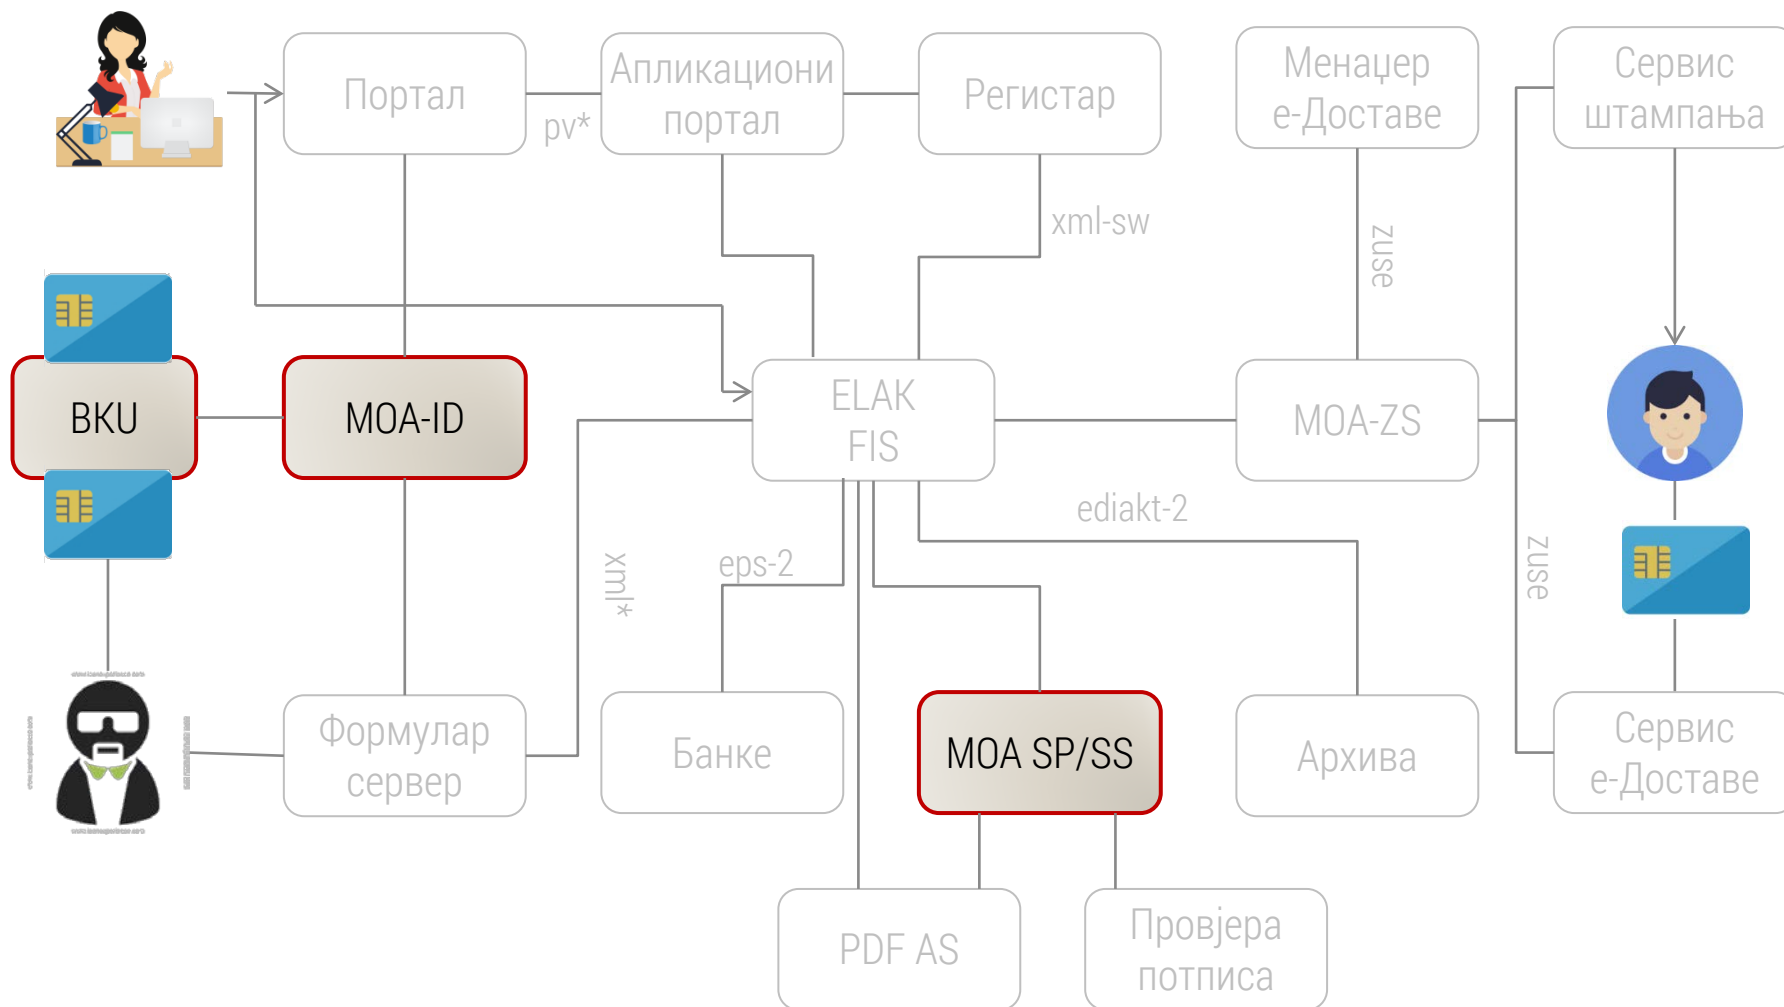 Портал
Апликациони
портал
Регистар
Менаџер
е-Доставе
Сервис
штампања
pv*
xml-sw
zuse
BKU
MOA-ID
ELAK
FIS
MOA-ZS
ediakt-2
eps-2
xml*
zuse
Формулар
сервер
Банке
MOA SP/SS
Архива
Сервис
е-Доставе
PDF AS
Провјера
потписа